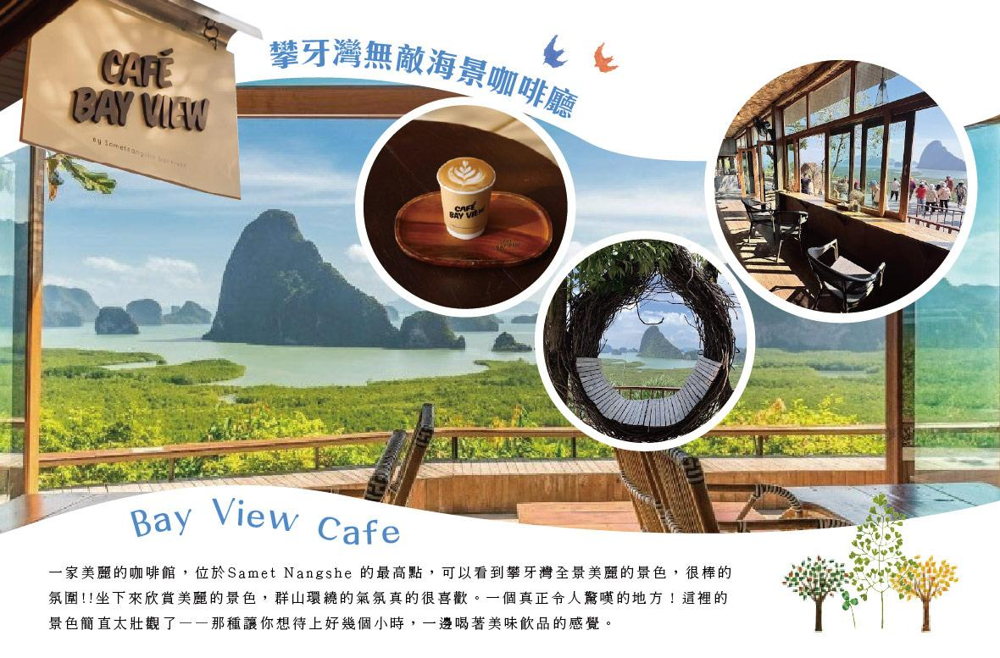 CAFÉ
BAY VIEW
攀牙灣無敵海景咖啡廳
CAFÉ
BAY VIEW
Bay View Cafe
一家美麗的咖啡館，位於Samet Nangshe 的最高點，可以看到攀牙灣全景美麗的景色，很棒的
氛圍!!坐下來欣賞美麗的景色，群山環繞的氣氛真的很喜歡。一個真正令人驚嘆的地方！這裡的
景色簡直太壯觀了——那種讓你想待上好幾個小時，一邊喝著美味飲品的感覺。